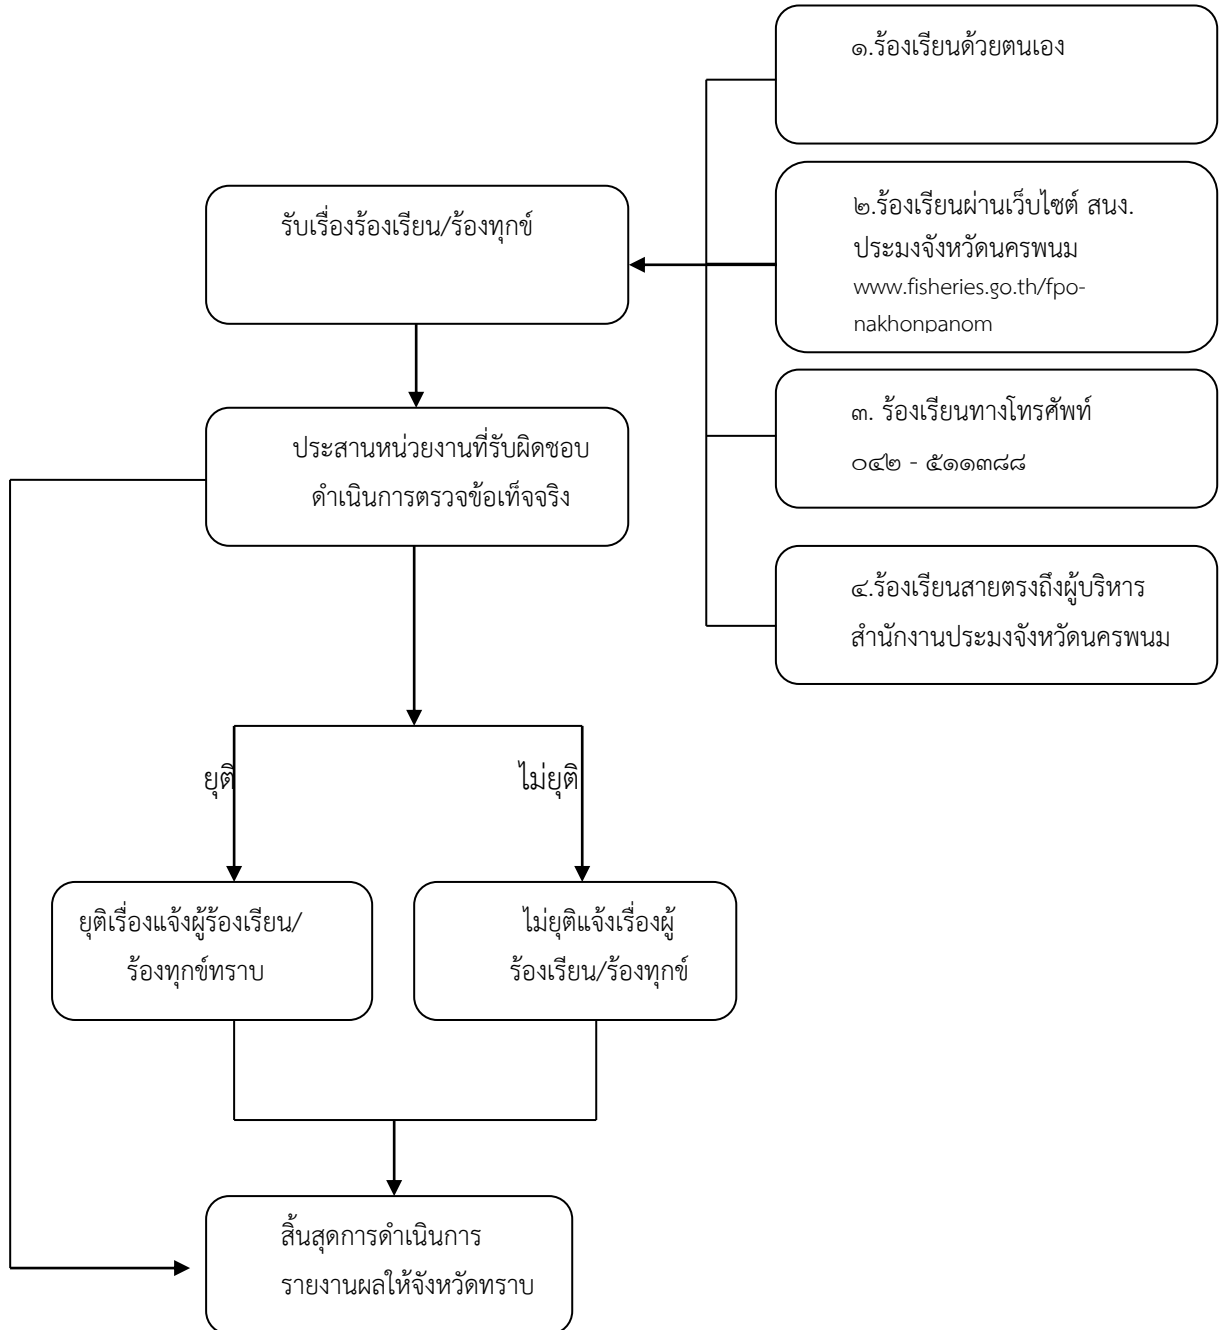 ๑.ร้องเรียนด้วยตนเอง
๒.ร้องเรียนผ่านเว็บไซต์ สนง.
ประมงจังหวัดนครพนม
www.fisheries.go.th/fpo-
nakhonpanom
๓. ร้องเรียนทางโทรศัพท์
๐๔๒ - ๕๑๑๓๘๘
๔.ร้องเรียนสายตรงถึงผู้บริหาร
สำนักงานประมงจังหวัดนครพนม
รับเรื่องร้องเรียน/ร้องทุกข์
ประสานหน่วยงานที่รับผิดชอบ
ดำเนินการตรวจข้อเท็จจริง
ยุติ
ไม่ยุติ
ยุติเรื่องแจ้งผู้ร้องเรียน/
ร้องทุกข์ทราบ
ไม่ยุติแจ้งเรื่องผู้
ร้องเรียน/ร้องทุกข์
สิ้นสุดการดำเนินการ
รายงานผลให้จังหวัดทราบ